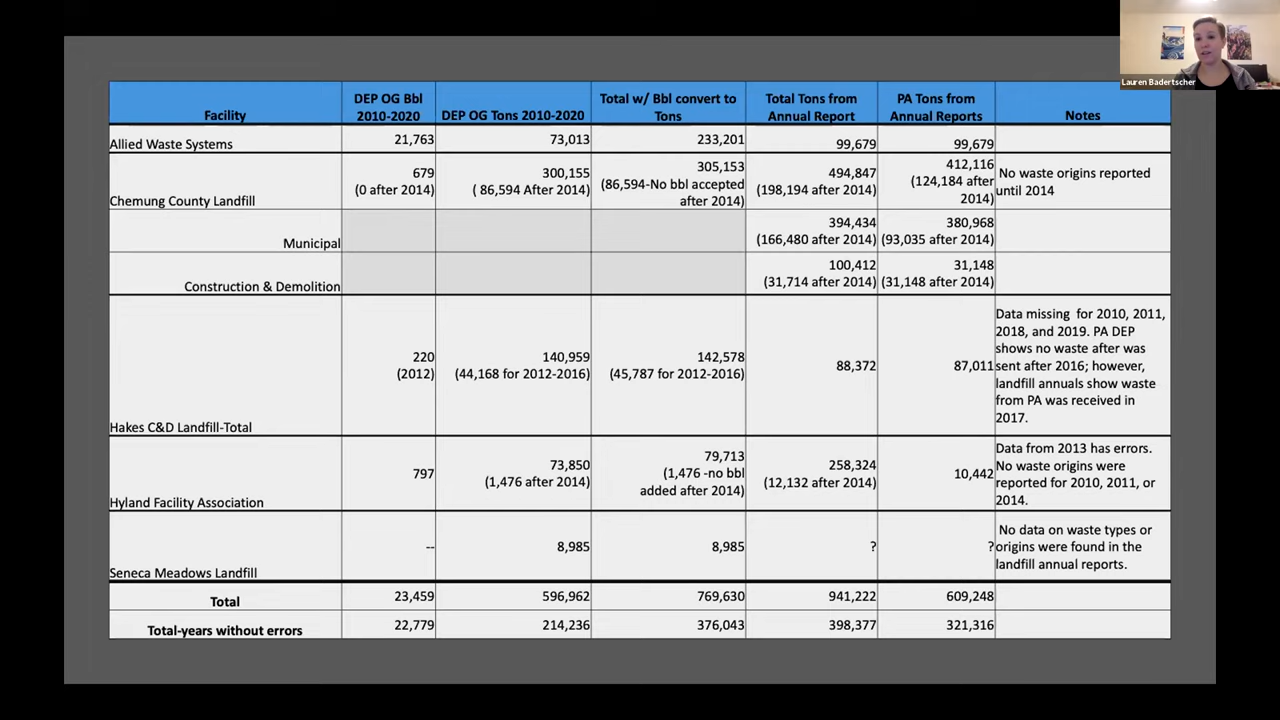 Lauren Badertscher
DEP OG Bbl
Total w/ Bbl convert to
Total Tons from
PA Tons from
Facility
2010-2020
DEP OG Tons 2010-2020
Tons
Annual Report
Annual Reports
Notes
Allied Waste Systems
21,763
73,013
233,201
99,679
99,679
Chemung County Landfill
679
(0 after 2014)
300,155
( 86,594 After 2014)
305,153
(86,594-No bbl accepted
after 2014)
494,847
(198,194 after 2014)
412,116
(124,184 after
2014)
No waste origins reported
until 2014
Municipal
394,434
(166,480 after 2014)
380,968
(93,035 after 2014)
Construction & Demolition
100,412
(31,714 after 2014)
31,148
(31,148 after 2014)
Hakes C&D Landfill-Total
220
(2012)
140,959
(44,168 for 2012-2016)
142,578
(45,787 for 2012-2016)
88,372
87,011
Data missing for 2010, 2011,
2018, and 2019. PA DEP
shows no waste after was
sent after 2016; however,
landfill annuals show waste
from PA was received in
2017.
Hyland Facility Association
797
73,850
(1,476 after 2014)
79,713
(1,476 -no bbl
added after 2014)
258,324
(12,132 after 2014)
10,442
Data from 2013 has errors.
No waste origins were
reported for 2010, 2011, or
2014.
Seneca Meadows Landfill
--
8,985
8,985
?
?
No data on waste types or
origins were found in the
landfill annual reports.
Total
23,459
596,962
769,630
941,222
609,248
Total-years without errors
22,779
214,236
376,043
398,377
321,316